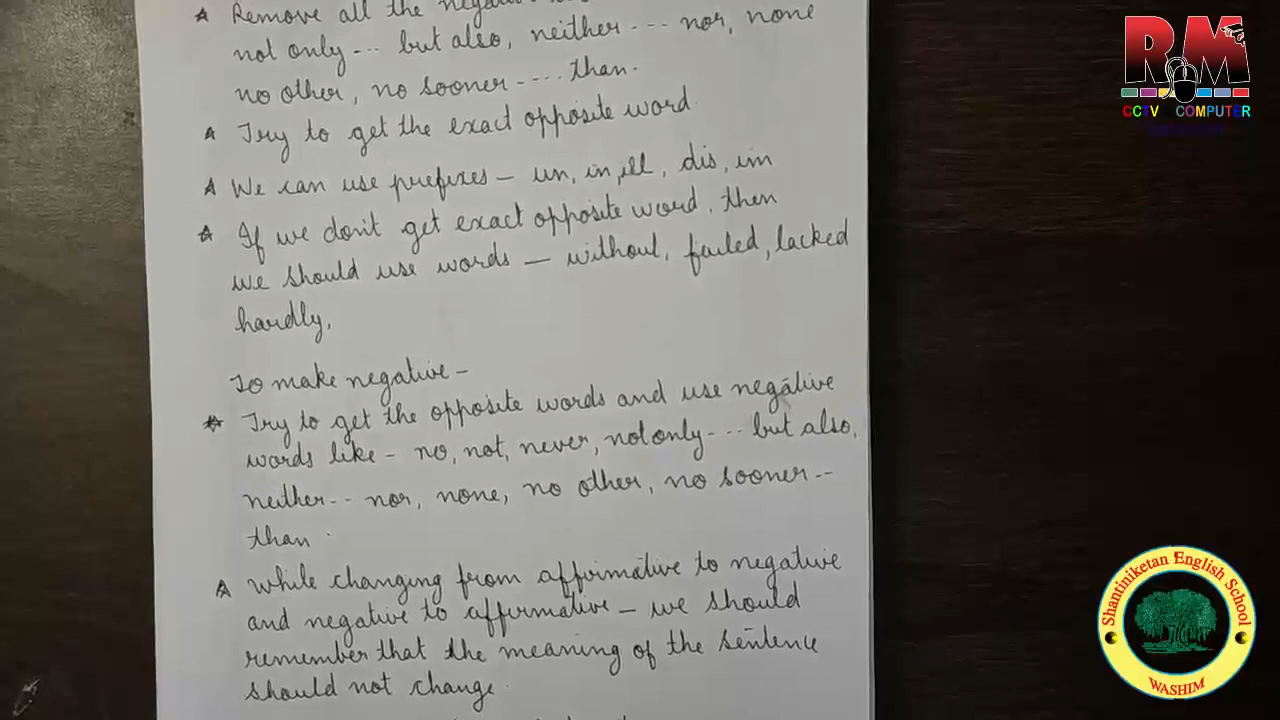 Remove all the
not only --- but also, neither --- nor, none
no other, no sooner ---- than.
Try to get the exact opposite word
We can use prefixes - un, in, ill, dis, im
If we don't get exact opposite word, then
we should use words - without, failed, lacked
hardly,
To make negative -
Try to get the opposite words and use negative
words like - no, not, never, not only --- but also,
neither -- nor, none, no other, no sooner --
than.
While changing from affirmative to negative
and negative to affirmative - we should
remember that the meaning of the sentence
should not change.
RM
CCTV COMPUTER
Shantiniketan English School
WASHIM